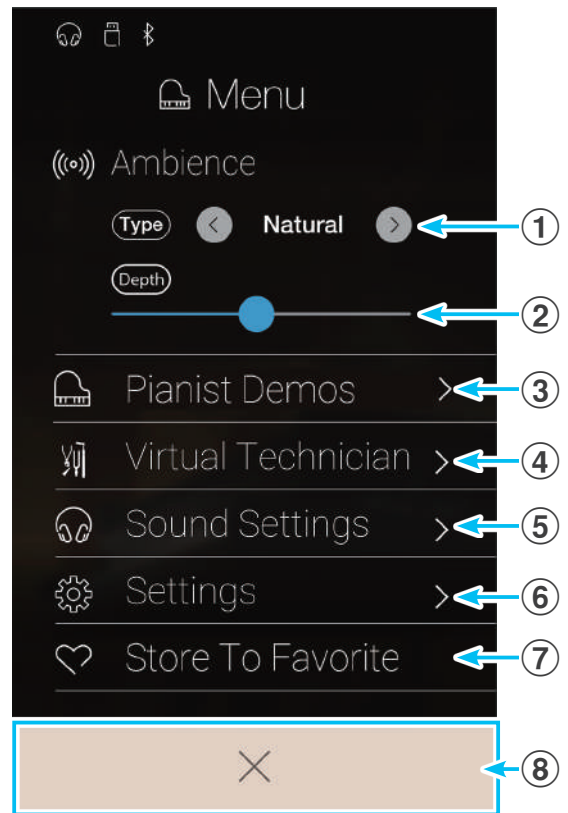 Menu
Ambience
Type Natural 1
Depth
2
Pianist Demos 3
Virtual Technician 4
Sound Settings 5
Settings 6
Store To Favorite 7
8